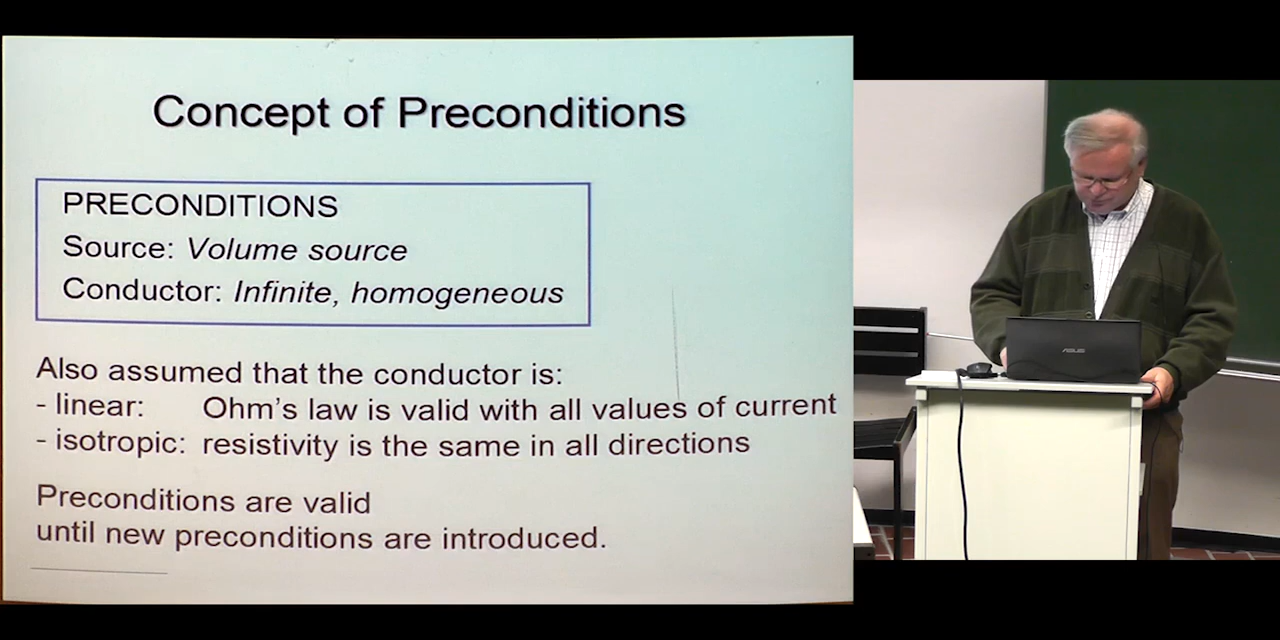 Concept of Preconditions
PRECONDITIONS
Source: Volume source
Conductor: Infinite, homogeneous
Also assumed that the conductor is:
- linear: Ohm's law is valid with all values of current
- isotropic: resistivity is the same in all directions
Preconditions are valid
until new preconditions are introduced.
ASUS